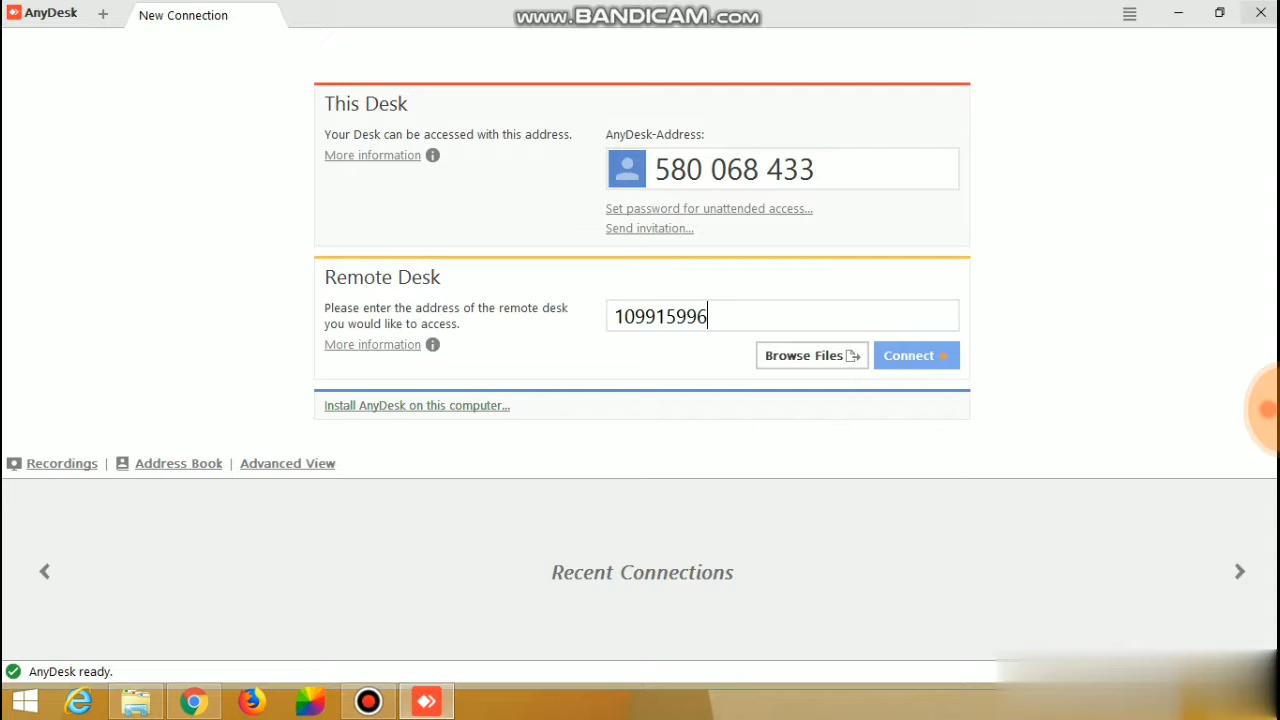 AnyDesk
New Connection
www.BANDICAM.com
This Desk
Your Desk can be accessed with this address.
More information
AnyDesk-Address:
580 068 433
Set password for unattended access...
Send invitation...
Remote Desk
Please enter the address of the remote desk
you would like to access.
More information
109915996
Browse Files
Connect
Install AnyDesk on this computer...
Recordings | Address Book | Advanced View
Recent Connections
AnyDesk ready.